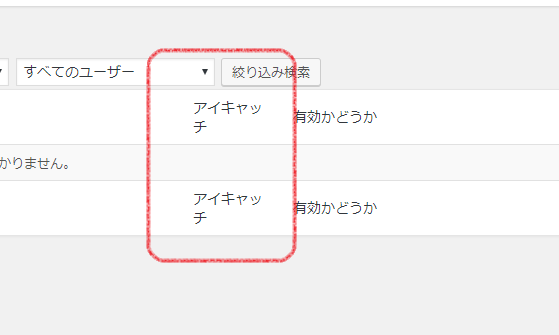 すべてのユーザー
絞り込み検索
アイキャッ
チ
有効かどうか
かりません。
アイキャッ
チ
有効かどうか